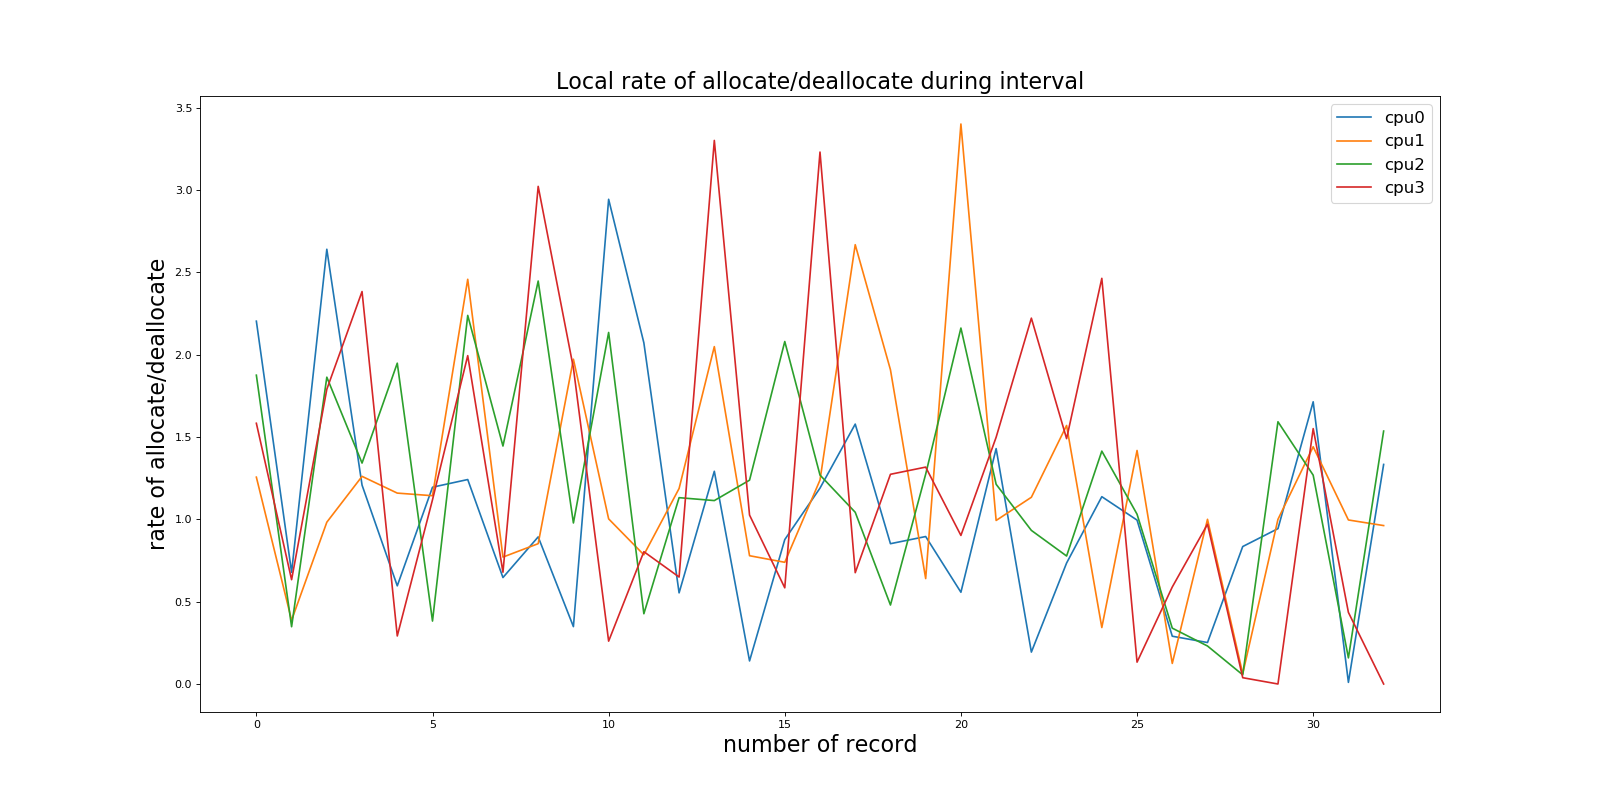 Local rate of allocate/deallocate during interval
3.5
3.0
2.5
2.0
1.5
1.0
0.5
0.0
rate of allocate/deallocate
cpu0
cpu1
cpu2
cpu3
0 5 10 15 20 25 30
number of record